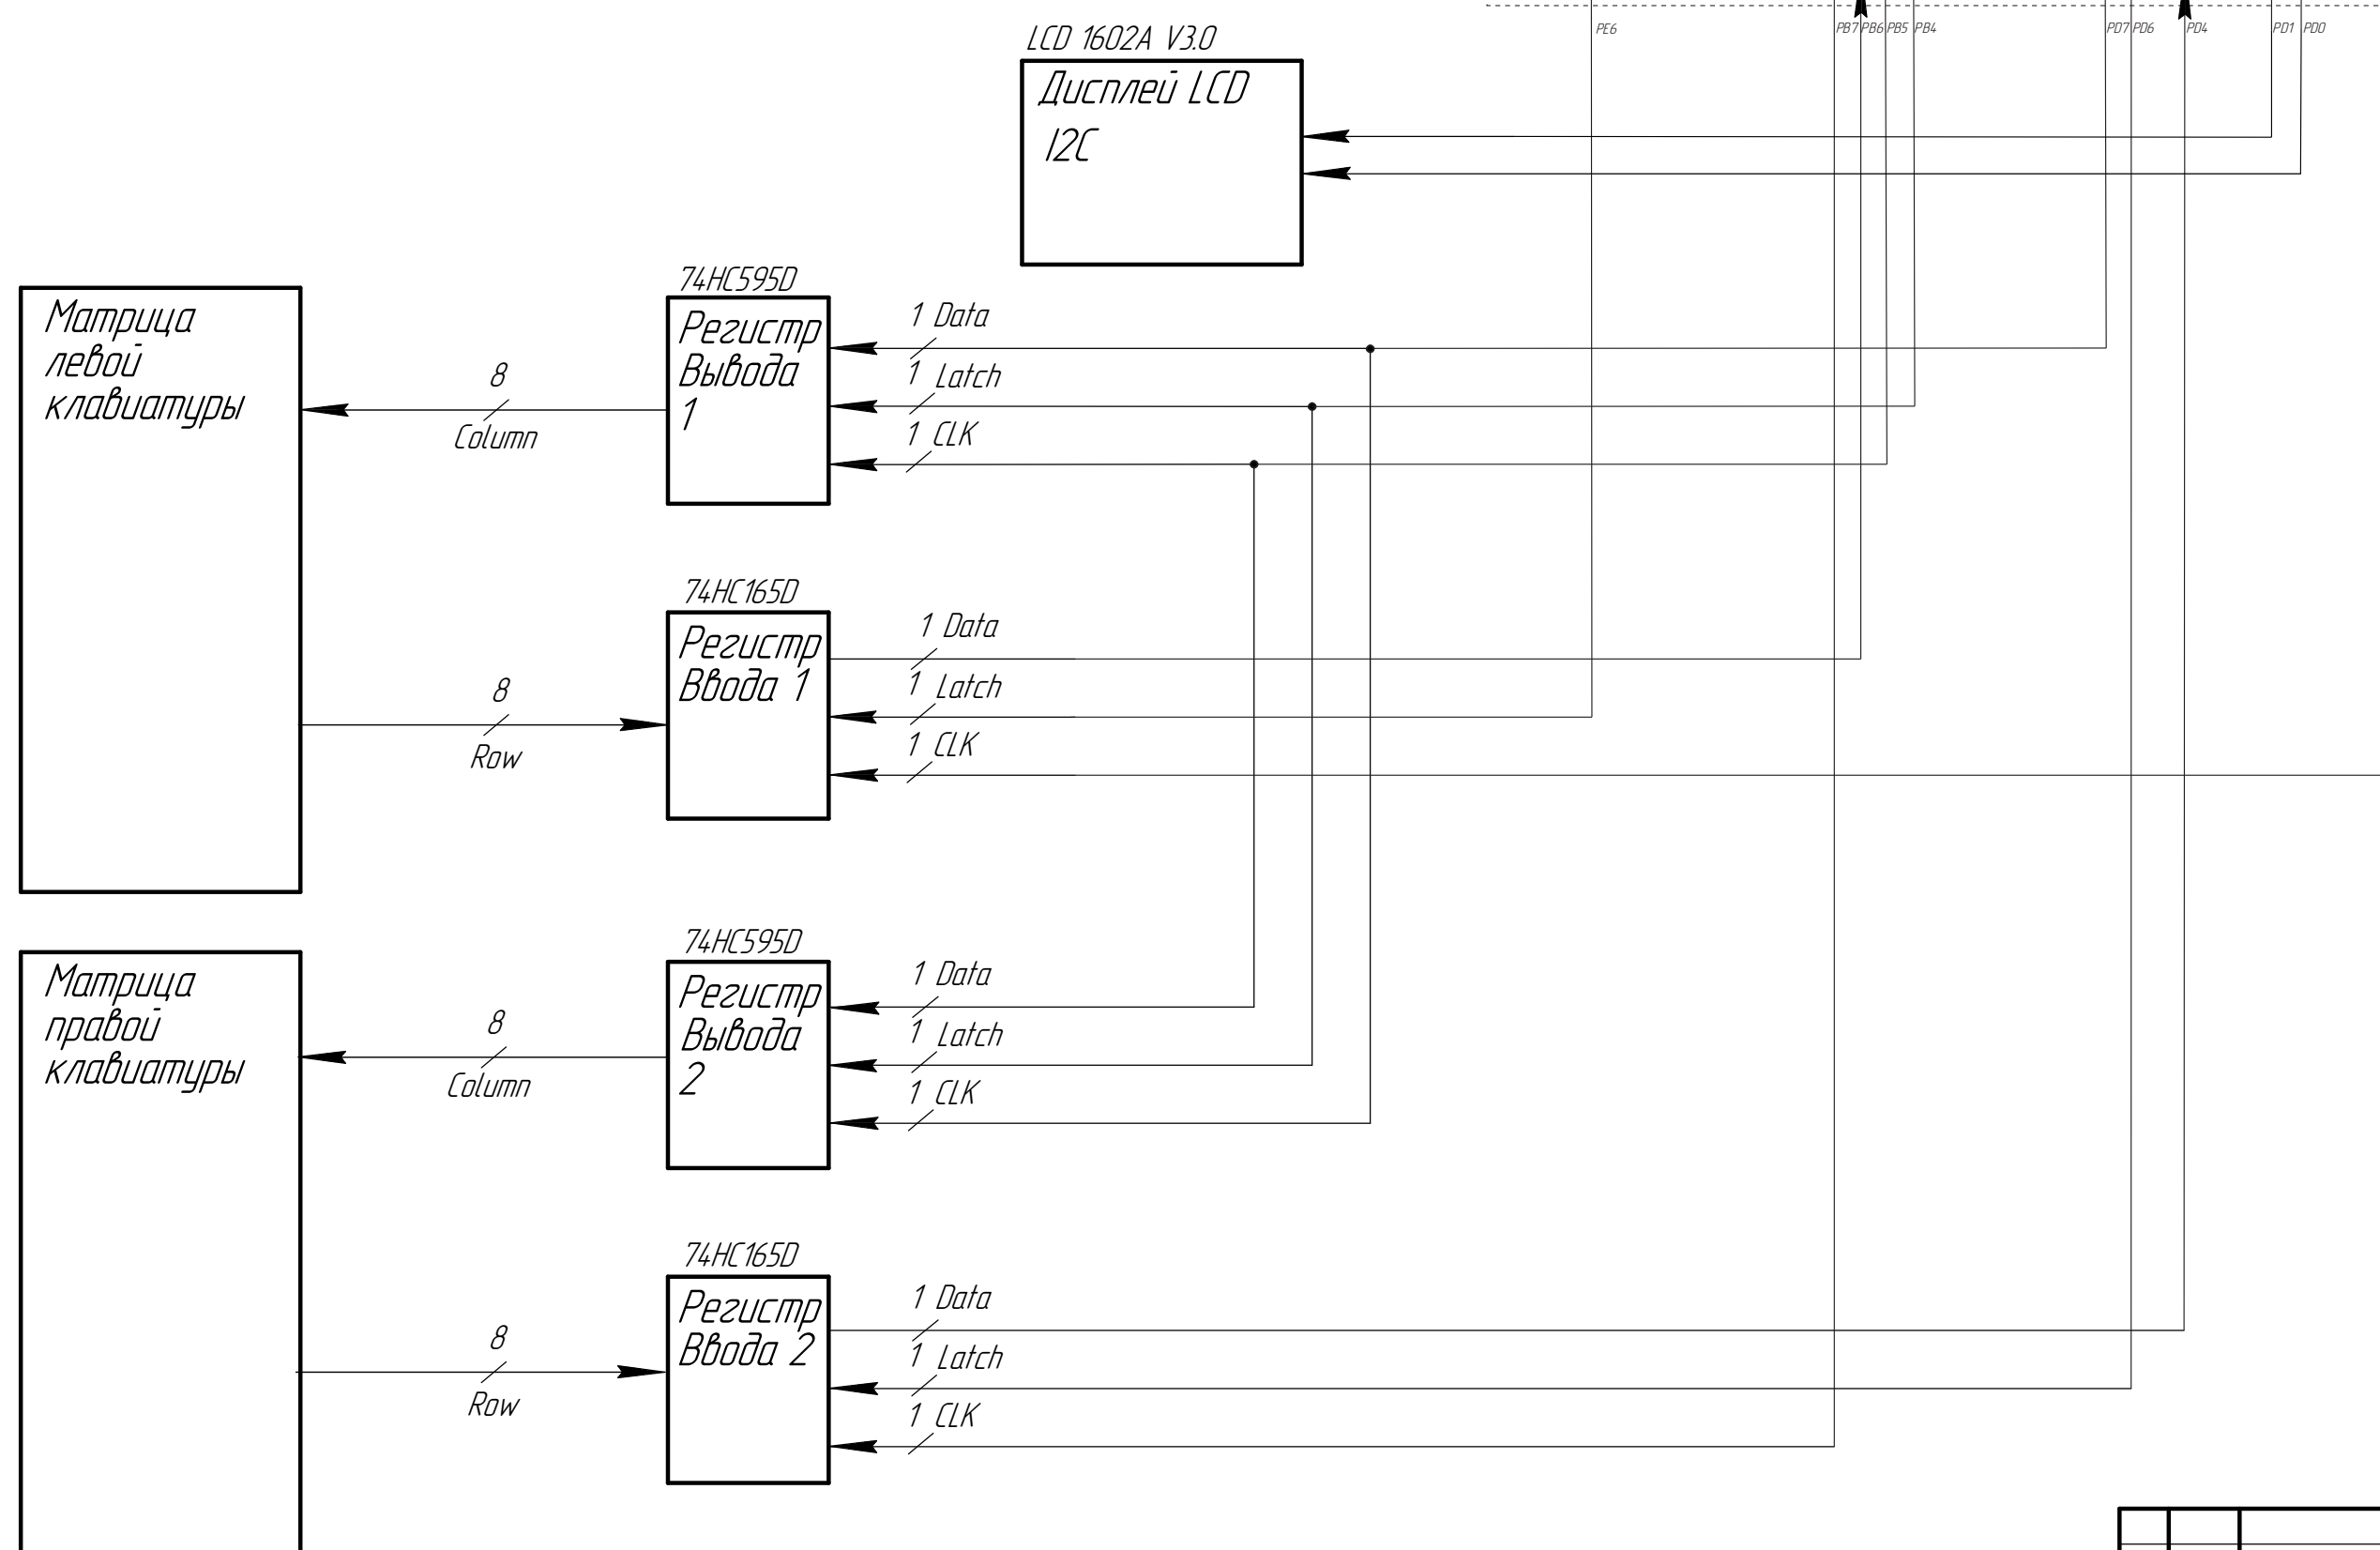 PE6
PB7 PB6 PB5 PB4
PD7 PD6
PD4
PD1 PD0
LCD 1602A V3.0
Дисплей LCD
I2C
Матрица
левой
клавиатуры
8
Column
74HC595D
Регистр
Вывода
1
1 Data
1 Latch
1 CLK
8
Row
74HC165D
Регистр
Ввода 1
1 Data
1 Latch
1 CLK
Матрица
правой
клавиатуры
8
Column
74HC595D
Регистр
Вывода
2
1 Data
1 Latch
1 CLK
8
Row
74HC165D
Регистр
Ввода 2
1 Data
1 Latch
1 CLK